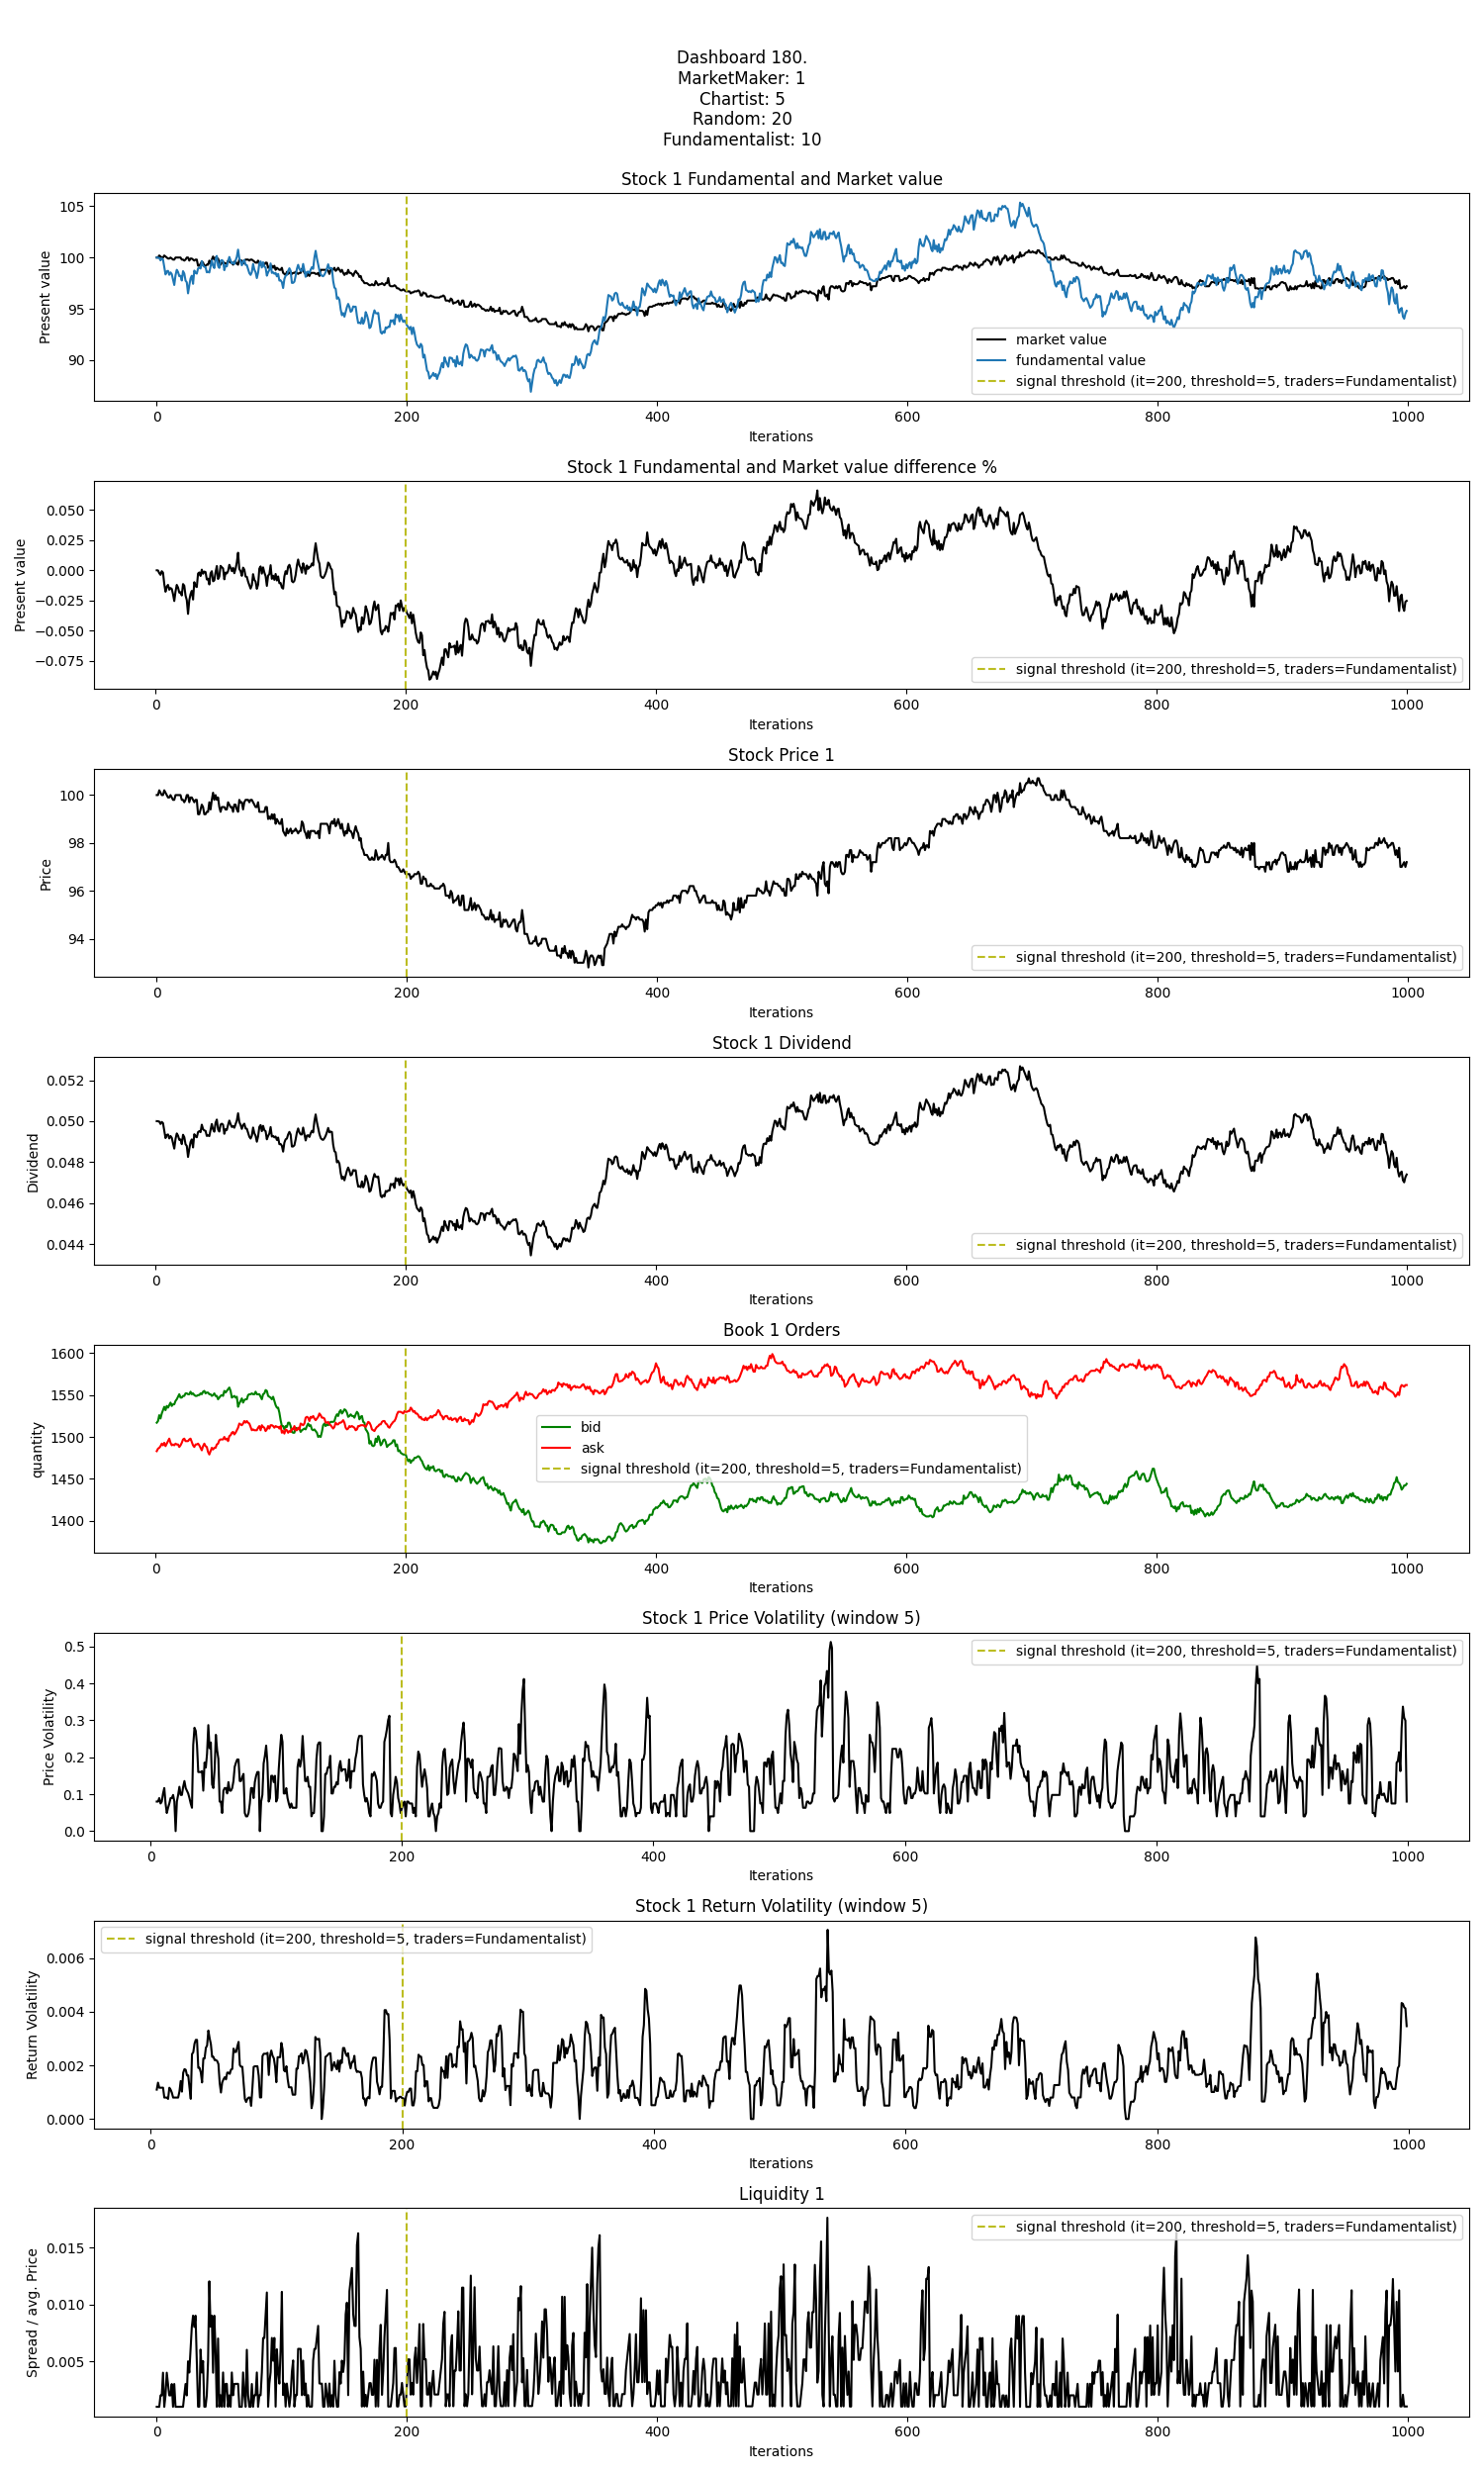 Dashboard 180.
MarketMaker: 1
Chartist: 5
Random: 20
Fundamentalist: 10
Stock 1 Fundamental and Market value
Present value
105
100
95
90
market value
fundamental value
signal threshold (it=200, threshold=5, traders=Fundamentalist)
0 200 400 600 800 1000
Iterations
Stock 1 Fundamental and Market value difference %
Present value
0.050
0.025
0.000
−0.025
−0.050
−0.075
signal threshold (it=200, threshold=5, traders=Fundamentalist)
0 200 400 600 800 1000
Iterations
Stock Price 1
Price
100
98
96
94
signal threshold (it=200, threshold=5, traders=Fundamentalist)
0 200 400 600 800 1000
Iterations
Stock 1 Dividend
Dividend
0.052
0.050
0.048
0.046
0.044
signal threshold (it=200, threshold=5, traders=Fundamentalist)
0 200 400 600 800 1000
Iterations
Book 1 Orders
quantity
1600
1550
1500
1450
1400
bid
ask
signal threshold (it=200, threshold=5, traders=Fundamentalist)
0 200 400 600 800 1000
Iterations
Stock 1 Price Volatility (window 5)
Price Volatility
0.5
0.4
0.3
0.2
0.1
0.0
signal threshold (it=200, threshold=5, traders=Fundamentalist)
0 200 400 600 800 1000
Iterations
Stock 1 Return Volatility (window 5)
Return Volatility
signal threshold (it=200, threshold=5, traders=Fundamentalist)
0.006
0.004
0.002
0.000
0 200 400 600 800 1000
Iterations
Liquidity 1
Spread / avg. Price
signal threshold (it=200, threshold=5, traders=Fundamentalist)
0.015
0.010
0.005
0 200 400 600 800 1000
Iterations